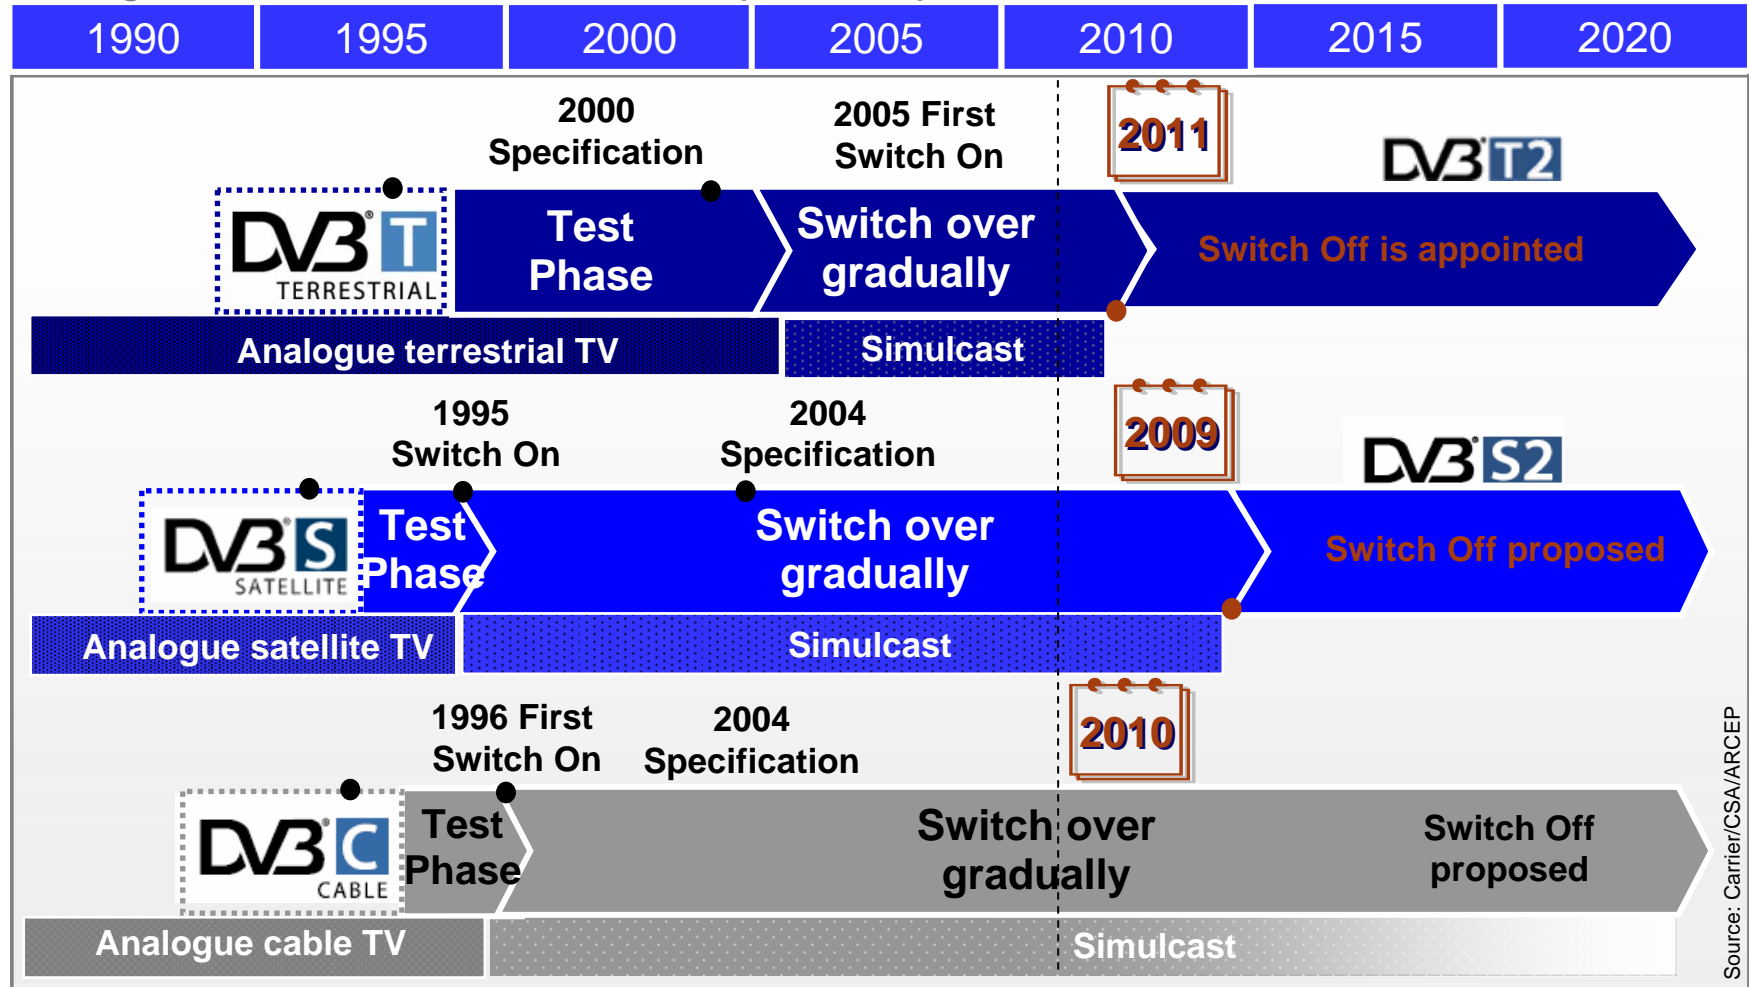 1990 1995 2000 2005 2010 2015 2020
2000
Specification
2005 First
Switch On
2011
DVB T2
DVB® T
TERRESTRIAL
Test
Phase
Switch over
gradually
Switch Off is appointed
Analogue terrestrial TV
Simulcast
1995
Switch On
2004
Specification
2009
DVB S2
DVB® S
SATELLITE
Test
Phase
Switch over
gradually
Switch Off proposed
Analogue satellite TV
Simulcast
1996 First
Switch On
2004
Specification
2010
DVB® C
CABLE
Test
Phase
Switch over
gradually
Switch Off
proposed
Analogue cable TV
Simulcast
Source: Carrier/CSA/ARCEP